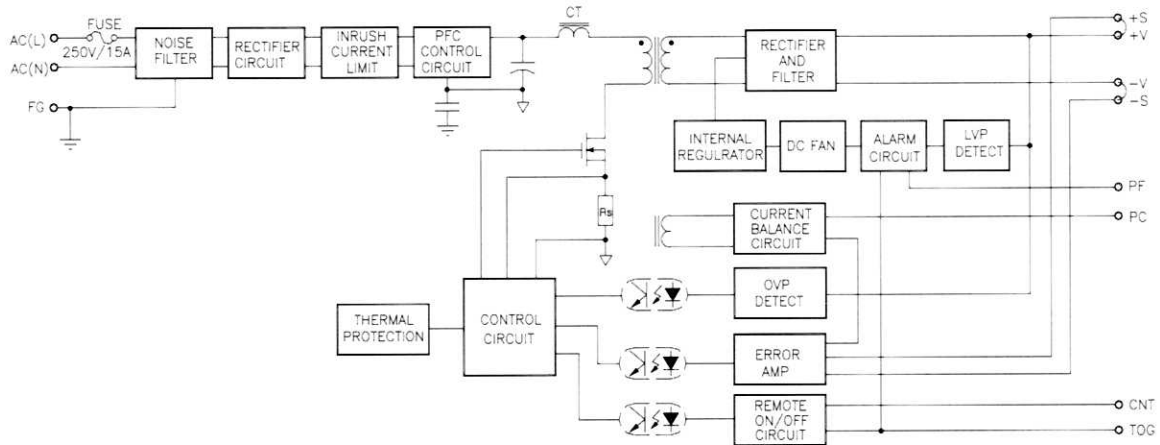 CT
FUSE
AC(L)
250V/15A
AC(N)
FG
NOISE
FILTER
RECTIFIER
CIRCUIT
INRUSH
CURRENT
LIMIT
PFC
CONTROL
CIRCUIT
RECTIFIER
AND
FILTER
+S
+V
-V
-S
INTERNAL
REGULRATOR
DC FAN
ALARM
CIRCUIT
LVP
DETECT
PF
PC
Rs
CURRENT
BALANCE
CIRCUIT
OVP
DETECT
THERMAL
PROTECTION
CONTROL
CIRCUIT
ERROR
AMP
REMOTE
ON/OFF
CIRCUIT
CNT
TOG